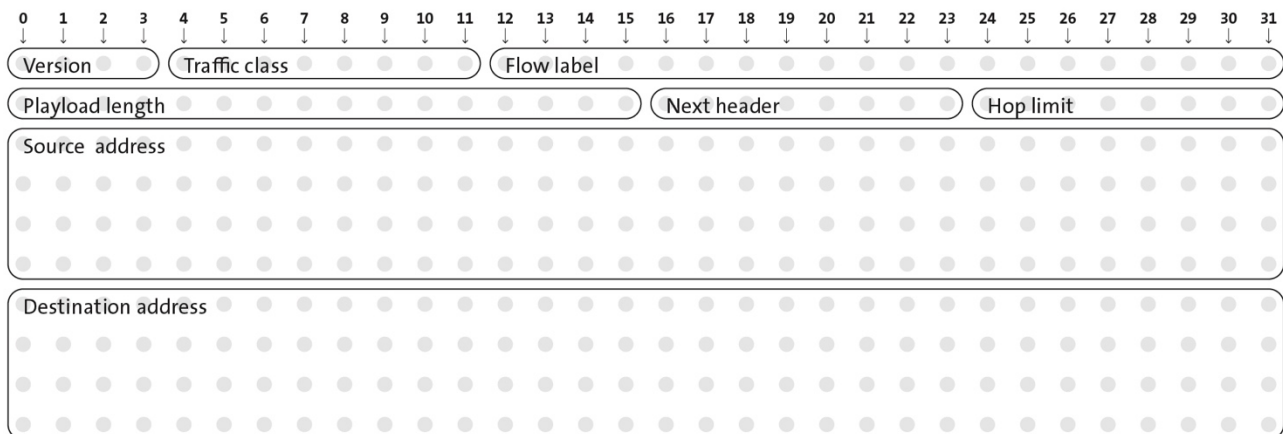 0 1 2 3 4 5 6 7 8 9 10 11 12 13 14 15 16 17 18 19 20 21 22 23 24 25 26 27 28 29 30 31
Version Traffic class Flow label
Playload length Next header Hop limit
Source address
Destination address